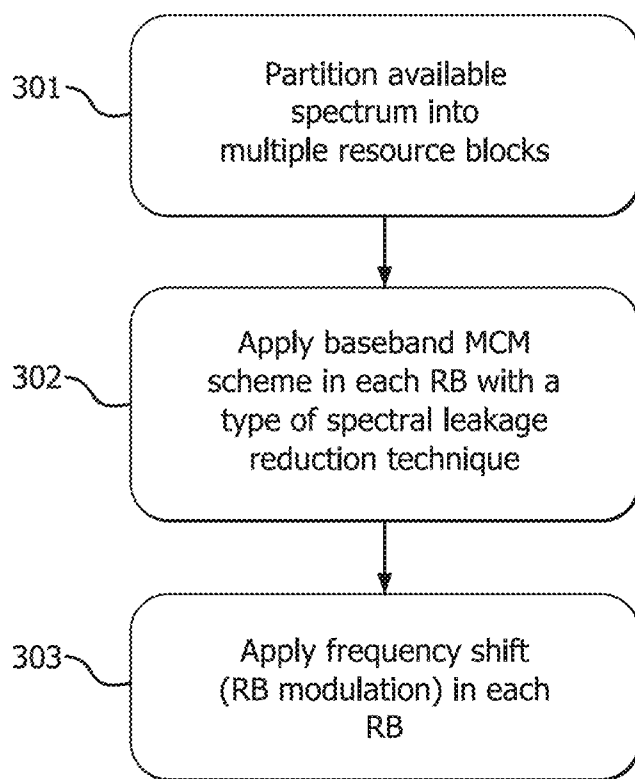 301
Partition available
spectrum into
multiple resource blocks
302
Apply baseband MCM
scheme in each RB with a
type of spectral leakage
reduction technique
303
Apply frequency shift
(RB modulation) in each
RB